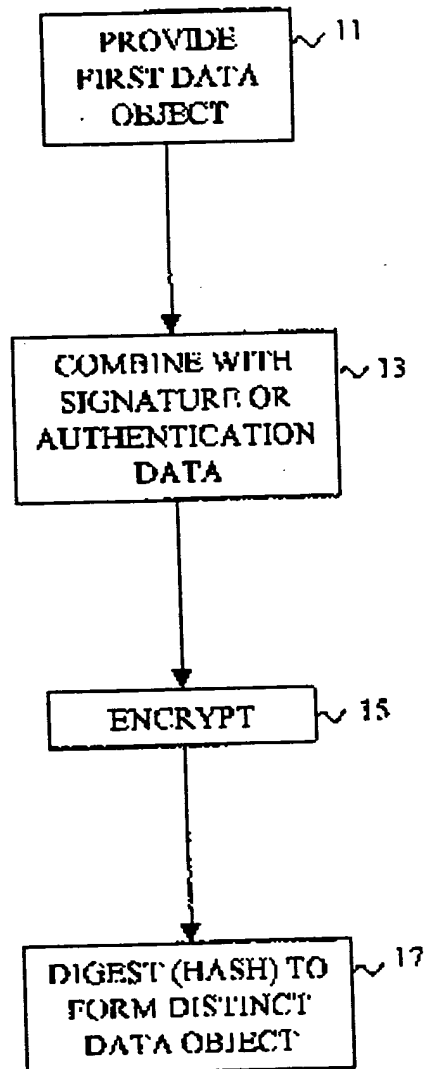 PROVIDE
FIRST DATA
OBJECT
11
COMBINE WITH
SIGNATURE OR
AUTHENTICATION
DATA
13
ENCRYPT
15
DIGEST (HASH) TO
FORM DISTINCT
DATA OBJECT
17